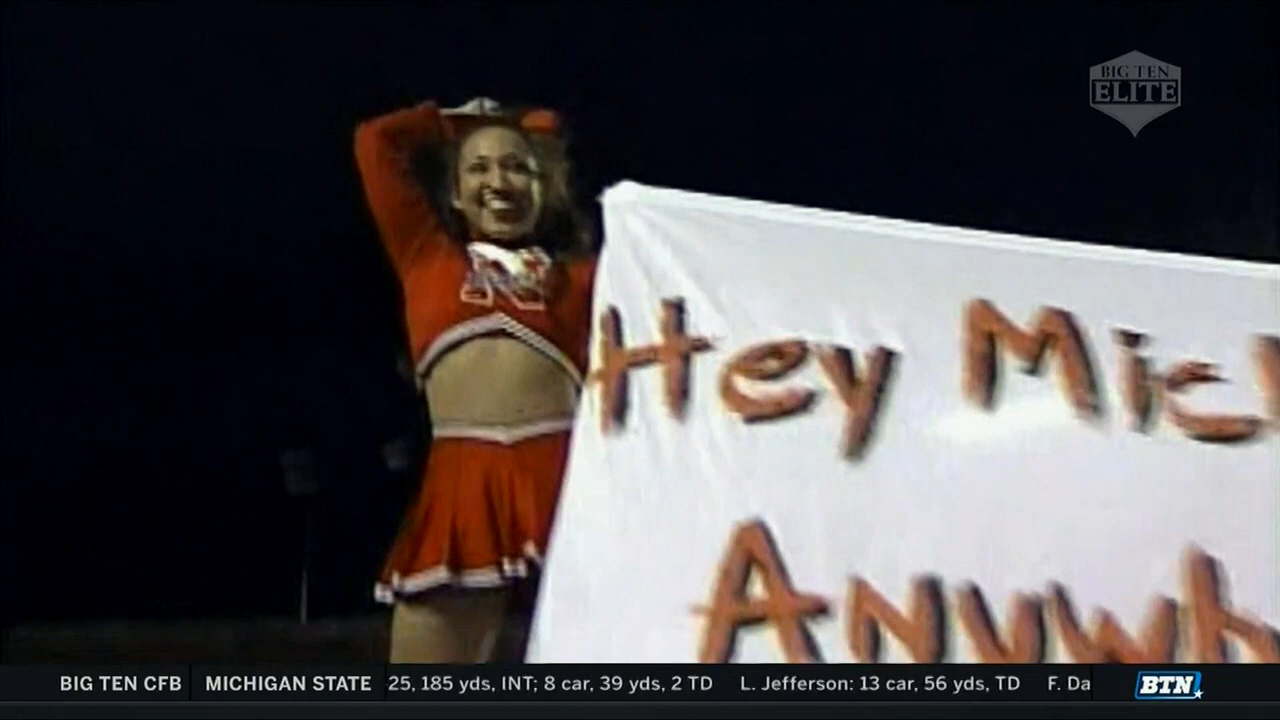 BIG TEN
ELITE
N
Hey Mic
Anywh
BIG TEN CFB MICHIGAN STATE 25, 185 yds, INT; 8 car, 39 yds, 2 TD L. Jefferson: 13 car, 56 yds, TD F. Da BTN